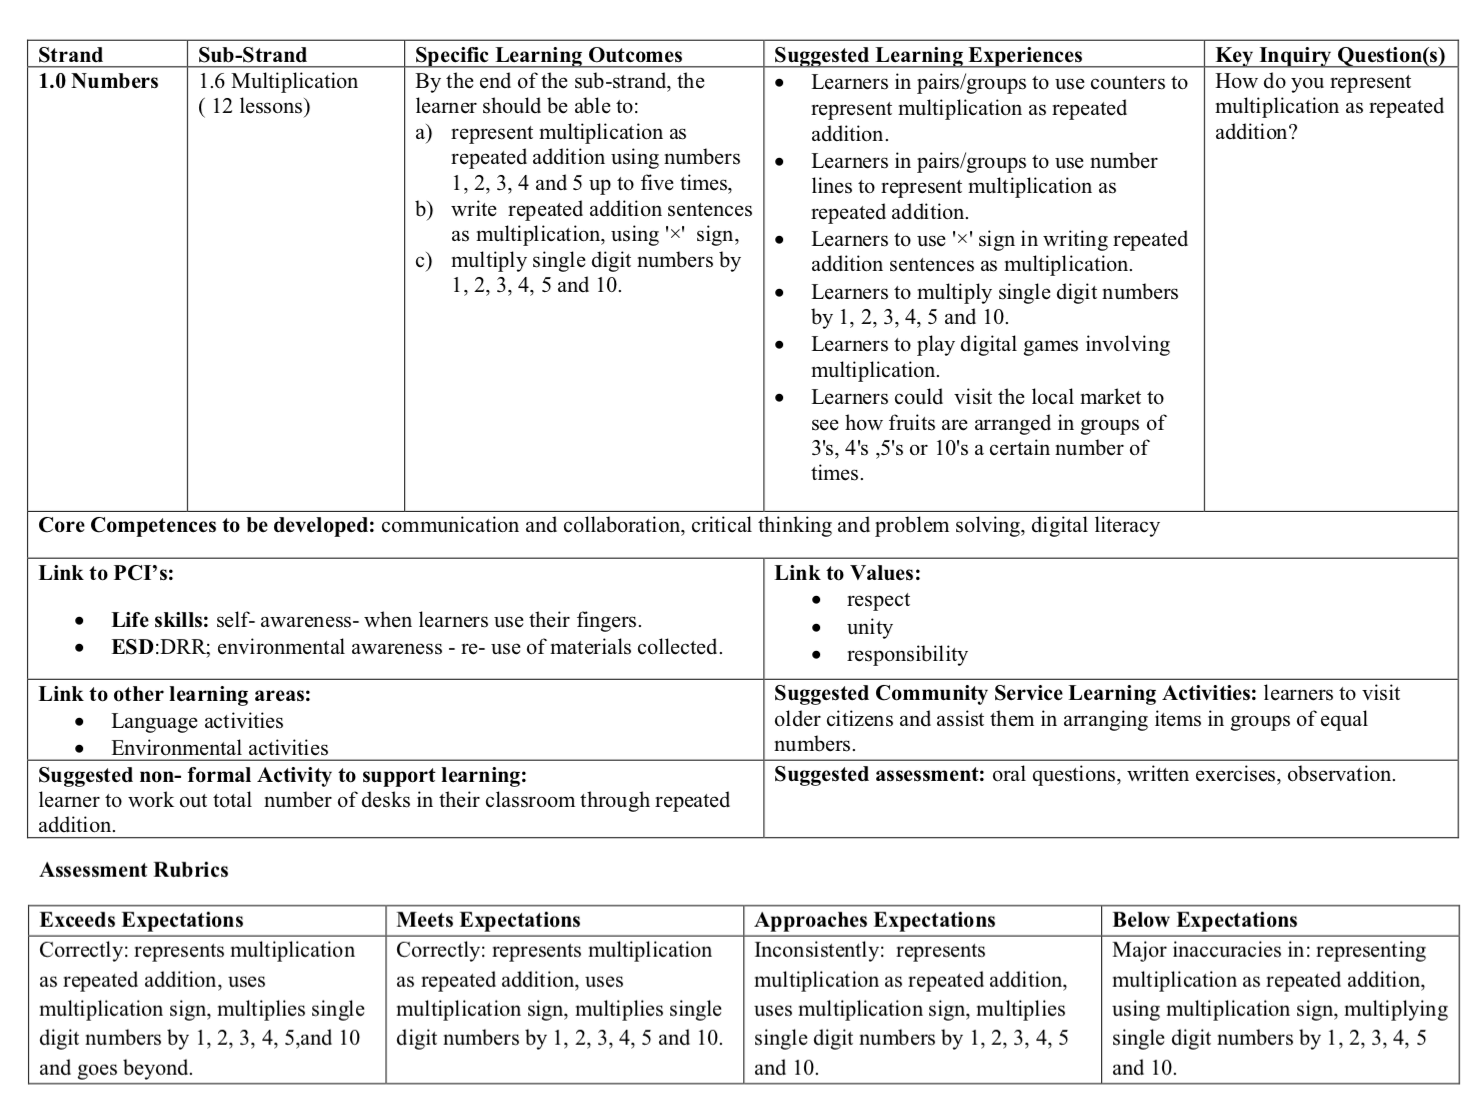 Strand
Sub-Strand
Specific Learning Outcomes
Suggested Learning Experiences
Key Inquiry Question(s)
1.0 Numbers
1.6 Multiplication
( 12 lessons)
By the end of the sub-strand, the
learner should be able to:
a) represent multiplication as
repeated addition using numbers
1, 2, 3, 4 and 5 up to five times,
b) write repeated addition sentences
as multiplication, using '×' sign,
c) multiply single digit numbers by
1, 2, 3, 4, 5 and 10.
• Learners in pairs/groups to use counters to
represent multiplication as repeated
addition.
• Learners in pairs/groups to use number
lines to represent multiplication as
repeated addition.
• Learners to use '×' sign in writing repeated
addition sentences as multiplication.
• Learners to multiply single digit numbers
by 1, 2, 3, 4, 5 and 10.
• Learners to play digital games involving
multiplication.
• Learners could visit the local market to
see how fruits are arranged in groups of
3's, 4's ,5's or 10's a certain number of
times.
How do you represent
multiplication as repeated
addition?
Core Competences to be developed: communication and collaboration, critical thinking and problem solving, digital literacy
Link to PCI’s:
• Life skills: self- awareness- when learners use their fingers.
• ESD:DRR; environmental awareness - re- use of materials collected.
Link to Values:
• respect
• unity
• responsibility
Link to other learning areas:
• Language activities
• Environmental activities
Suggested Community Service Learning Activities: learners to visit
older citizens and assist them in arranging items in groups of equal
numbers.
Suggested non- formal Activity to support learning:
learner to work out total number of desks in their classroom through repeated
addition.
Suggested assessment: oral questions, written exercises, observation.
Assessment Rubrics
Exceeds Expectations
Meets Expectations
Approaches Expectations
Below Expectations
Correctly: represents multiplication
as repeated addition, uses
multiplication sign, multiplies single
digit numbers by 1, 2, 3, 4, 5,and 10
and goes beyond.
Correctly: represents multiplication
as repeated addition, uses
multiplication sign, multiplies single
digit numbers by 1, 2, 3, 4, 5 and 10.
Inconsistently: represents
multiplication as repeated addition,
uses multiplication sign, multiplies
single digit numbers by 1, 2, 3, 4, 5
and 10.
Major inaccuracies in: representing
multiplication as repeated addition,
using multiplication sign, multiplying
single digit numbers by 1, 2, 3, 4, 5
and 10.